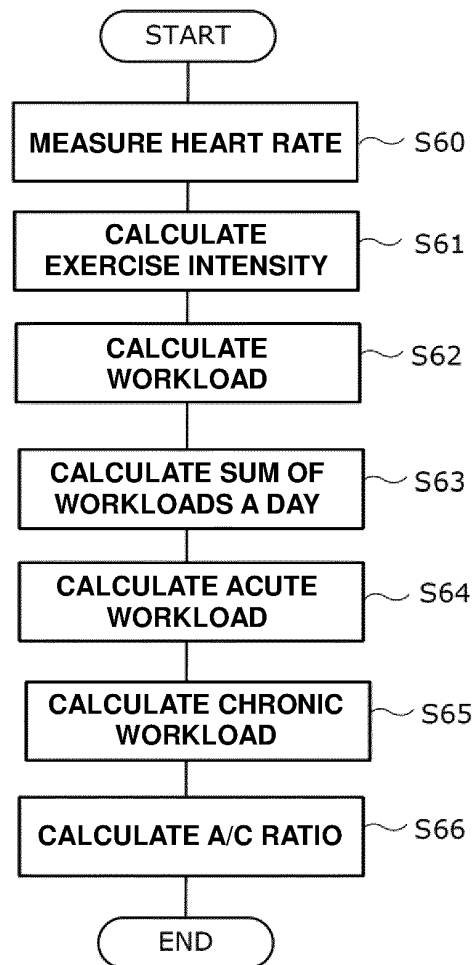 START
MEASURE HEART RATE
S60
CALCULATE
EXERCISE INTENSITY
S61
CALCULATE
WORKLOAD
S62
CALCULATE SUM OF
WORKLOADS A DAY
S63
CALCULATE ACUTE
WORKLOAD
S64
CALCULATE CHRONIC
WORKLOAD
S65
CALCULATE A/C RATIO
S66
END